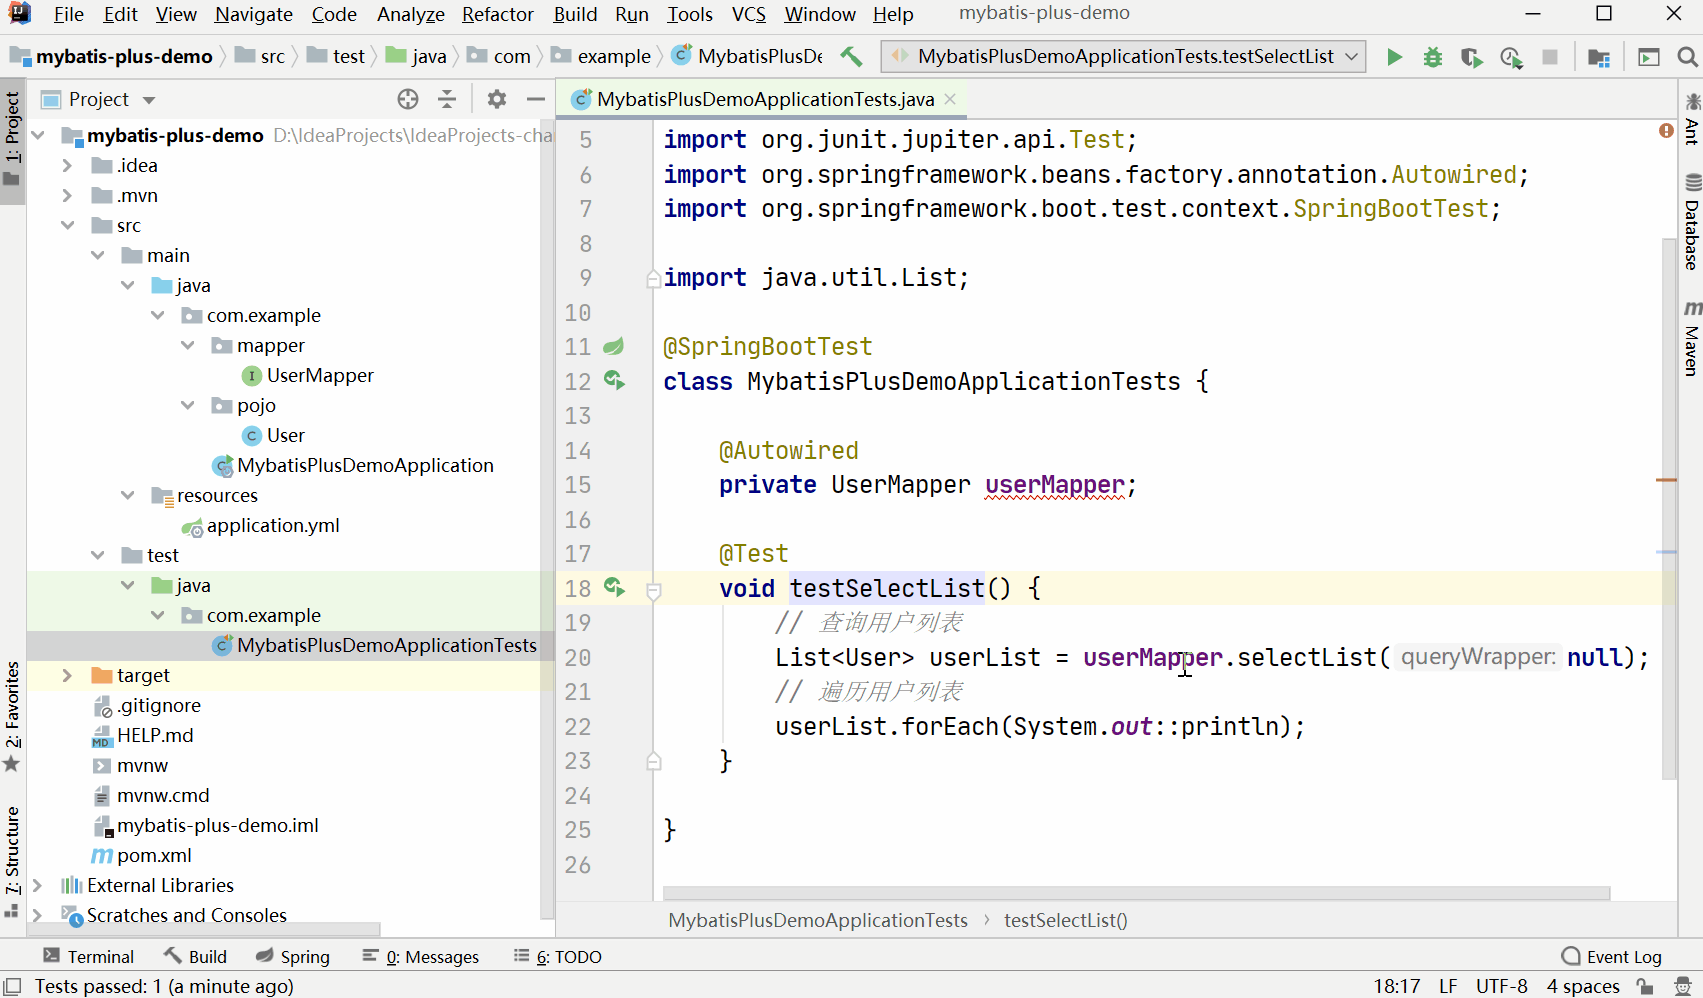 File Edit View Navigate Code Analyze Refactor Build Run Tools VCS Window Help mybatis-plus-demo
mybatis-plus-demo src test java com example MybatisPlusDe MybatisPlusDemoApplicationTests.testSelectList
1: Project
2: Favorites
7: Structure
Project
mybatis-plus-demo D:\IdeaProjects\IdeaProjects-cha
.idea
.mvn
src
main
java
com.example
mapper
UserMapper
pojo
User
MybatisPlusDemoApplication
resources
application.yml
test
java
com.example
MybatisPlusDemoApplicationTests
target
.gitignore
HELP.md
mvnw
mvnw.cmd
mybatis-plus-demo.iml
pom.xml
External Libraries
Scratches and Consoles
MybatisPlusDemoApplicationTests.java
5 import org.junit.jupiter.api.Test;
6 import org.springframework.beans.factory.annotation.Autowired;
7 import org.springframework.boot.test.context.SpringBootTest;
8
9 import java.util.List;
10
11 @SpringBootTest
12 class MybatisPlusDemoApplicationTests {
13
14 @Autowired
15 private UserMapper userMapper;
16
17 @Test
18 void testSelectList() {
19 // 查询用户列表
20 List<User> userList = userMapper.selectList( queryWrapper: null);
21 // 遍历用户列表
22 userList.forEach(System.out::println);
23 }
24
25 }
26
MybatisPlusDemoApplicationTests › testSelectList()
Ant
Database
Maven
Terminal Build Spring 0: Messages 6: TODO Event Log
Tests passed: 1 (a minute ago) 18:17 LF UTF-8 4 spaces